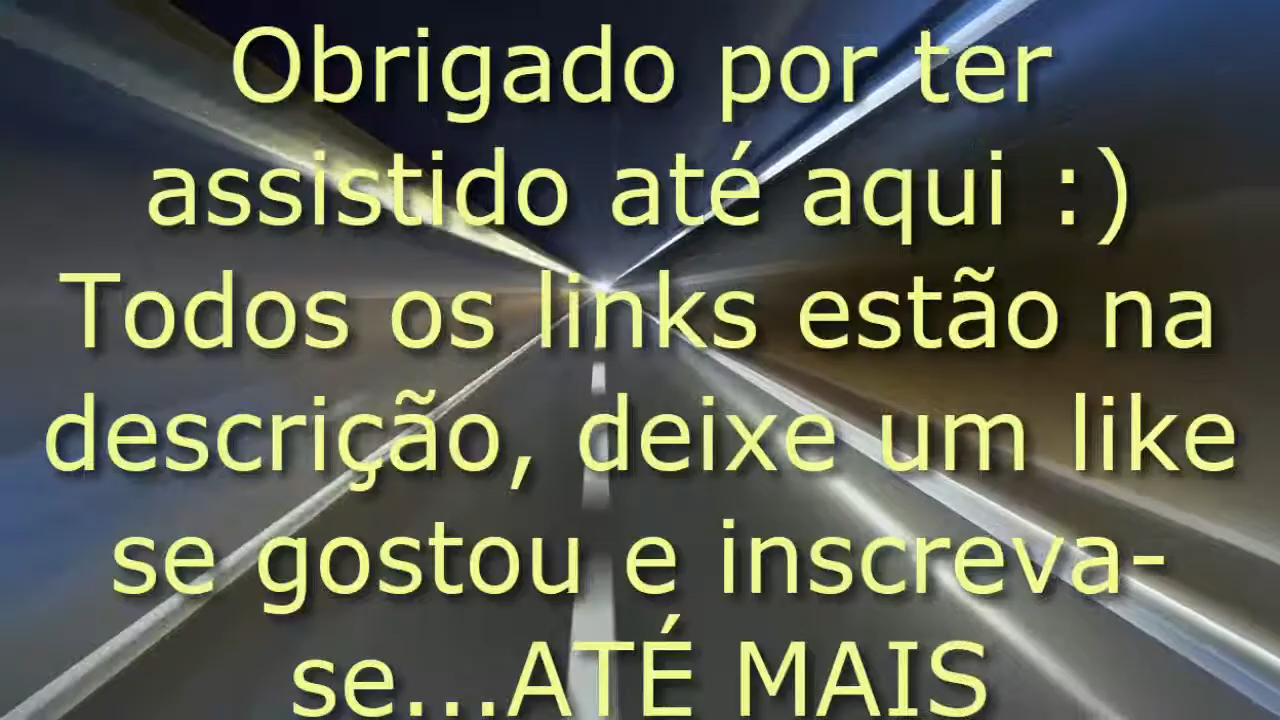 Obrigado por ter
assistido até aqui :)
Todos os links estão na
descrição, deixe um like
se gostou e inscreva-
se...ATÉ MAIS